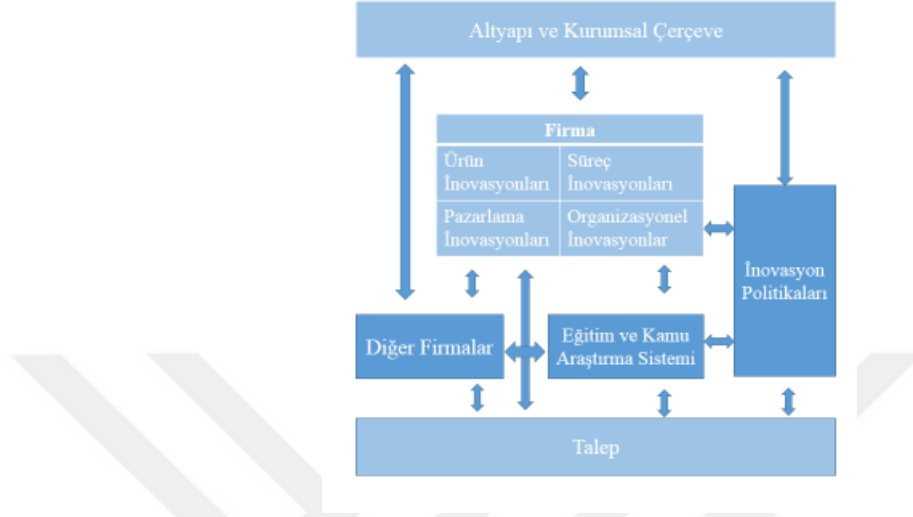 Altyapı ve Kurumsal Çerçeve
Firma
Ürün
İnovasyonları
Süreç
İnovasyonları
Pazarlama
İnovasyonları
Organizasyonel
İnovasyonlar
İnovasyon
Politikaları
Diğer Firmalar
Eğitim ve Kamu
Araştırma Sistemi
Talep